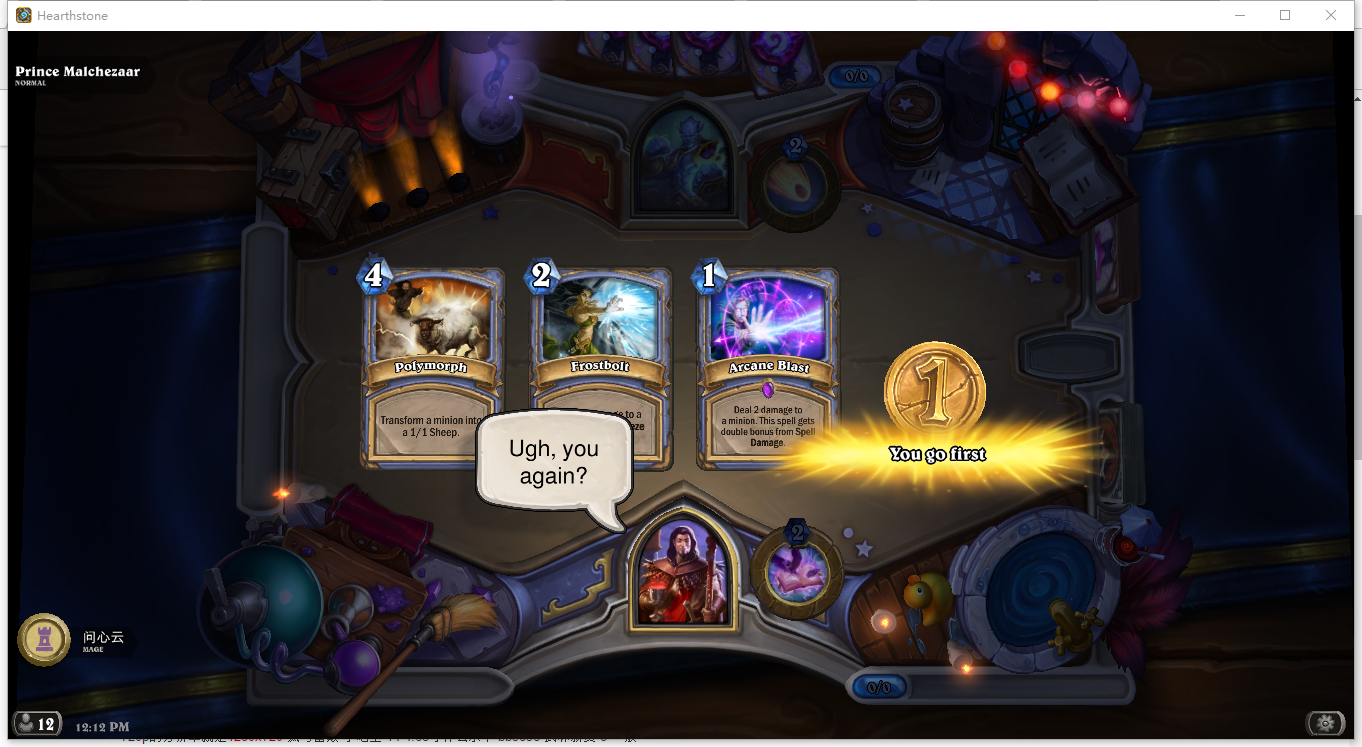 Hearthstone
Prince Malchezaar
NORMAL
0/0
2
4
2
1
Polymorph
Frostbolt
Arcane Blast
Transform a minion into
a 1/1 Sheep.
Deal 2 damage to
a minion. This spell gets
double bonus from Spell
Damage.
1
You go first
Ugh, you
again?
2
问心云
MAGE
0/0
12
12:12 PM